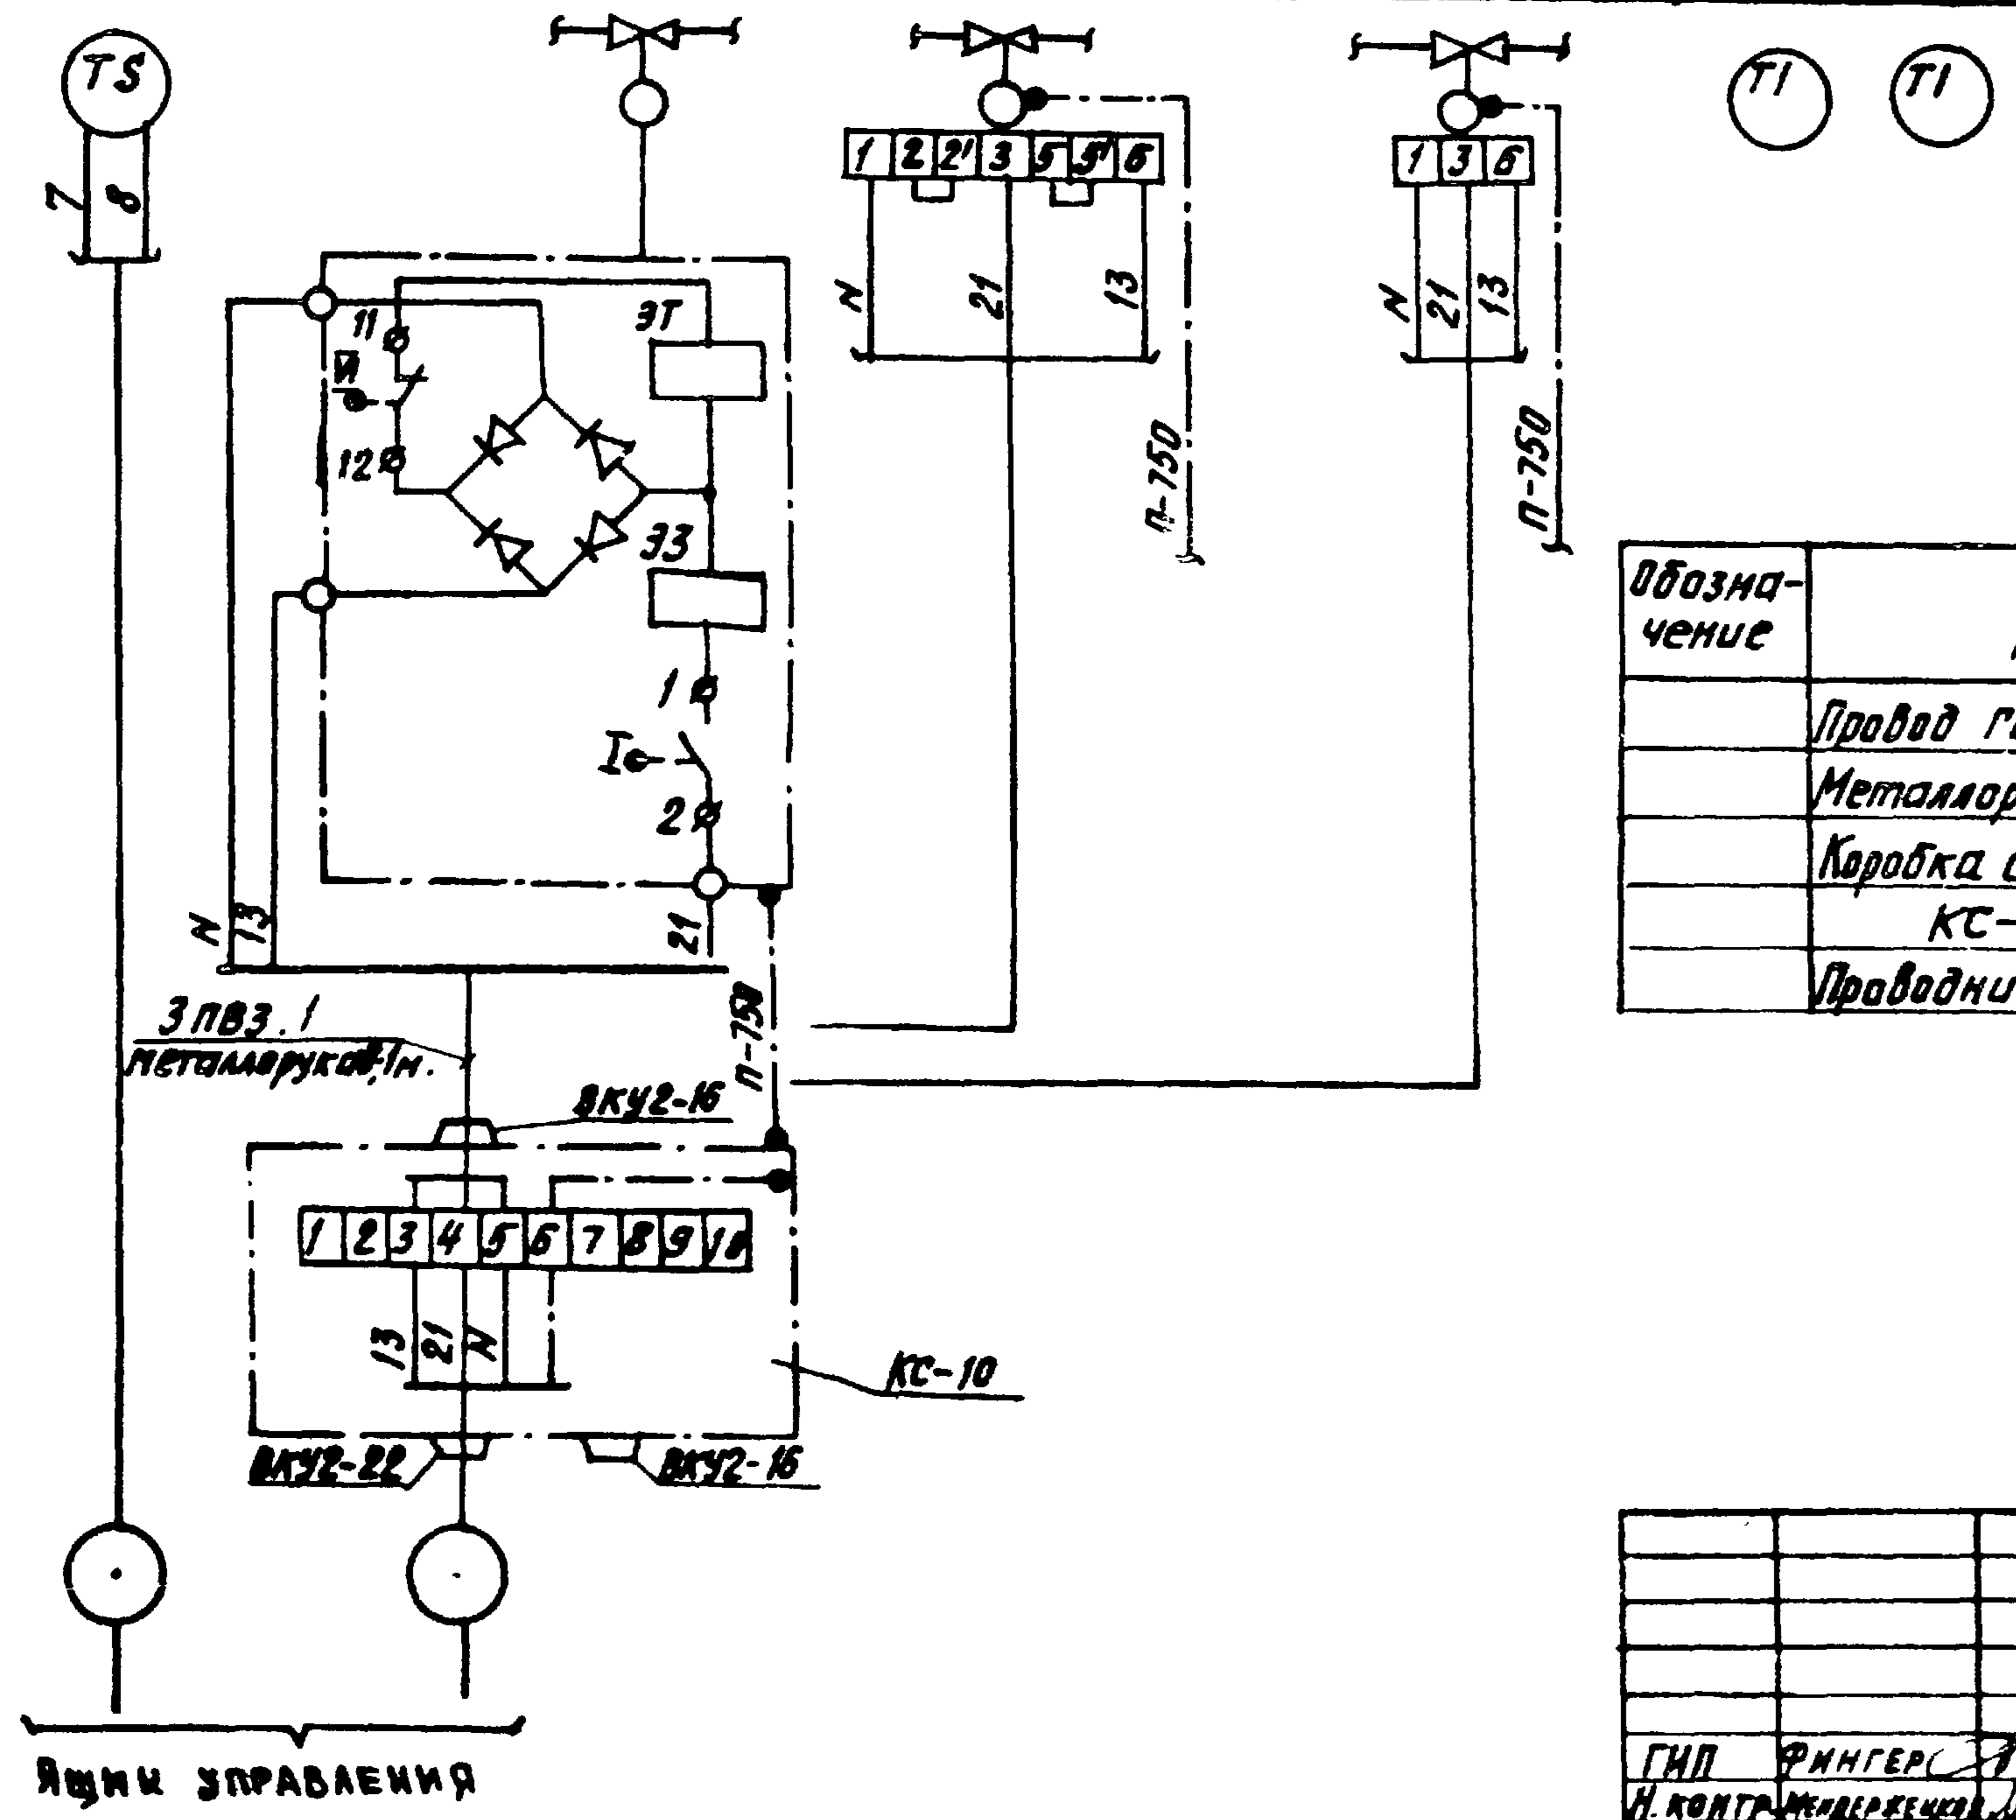 TS
7
8
TI
TI
1 2 2' 3 5 5' 6
N
21
13
п-750
1 3 6
N
21
13
п-750
11
12
ЭТ
ЭЗ
1
I
2
N
13
21
3 ПВ3.1
металлорукав, 1м.
п-750
ВКУ2-16
1 2 3 4 5 6 7 8 9 10
13
21
N
КС-10
ВКУ2-22
ВКУ2-16
Ящик управления
Обозна-
чение
Провод
Металлор
Коробка с
КС-
Проводни
ГИП ФИНГЕР
Н. контр.